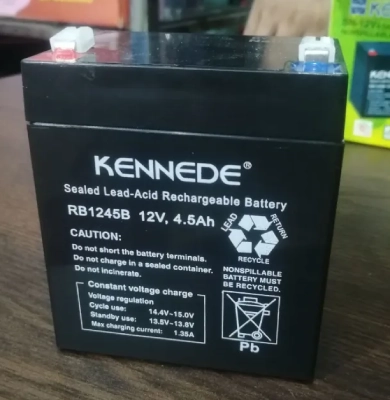 KENNEDE®
Sealed Lead-Acid Rechargeable Battery
RB1245B 12V, 4.5Ah
CAUTION:
Do not short the battery terminals.
Do not charge in a sealed container.
Do not incinerate.
LEAD
RETURN
RECYCLE
NONSPILLABLE
BATTERY MUST
BE RECYCLED.
Constant voltage charge
Voltage regulation
Cycle use: 14.4V~15.0V
Standby use: 13.5V~13.8V
Max charging current: 1.35A
Pb